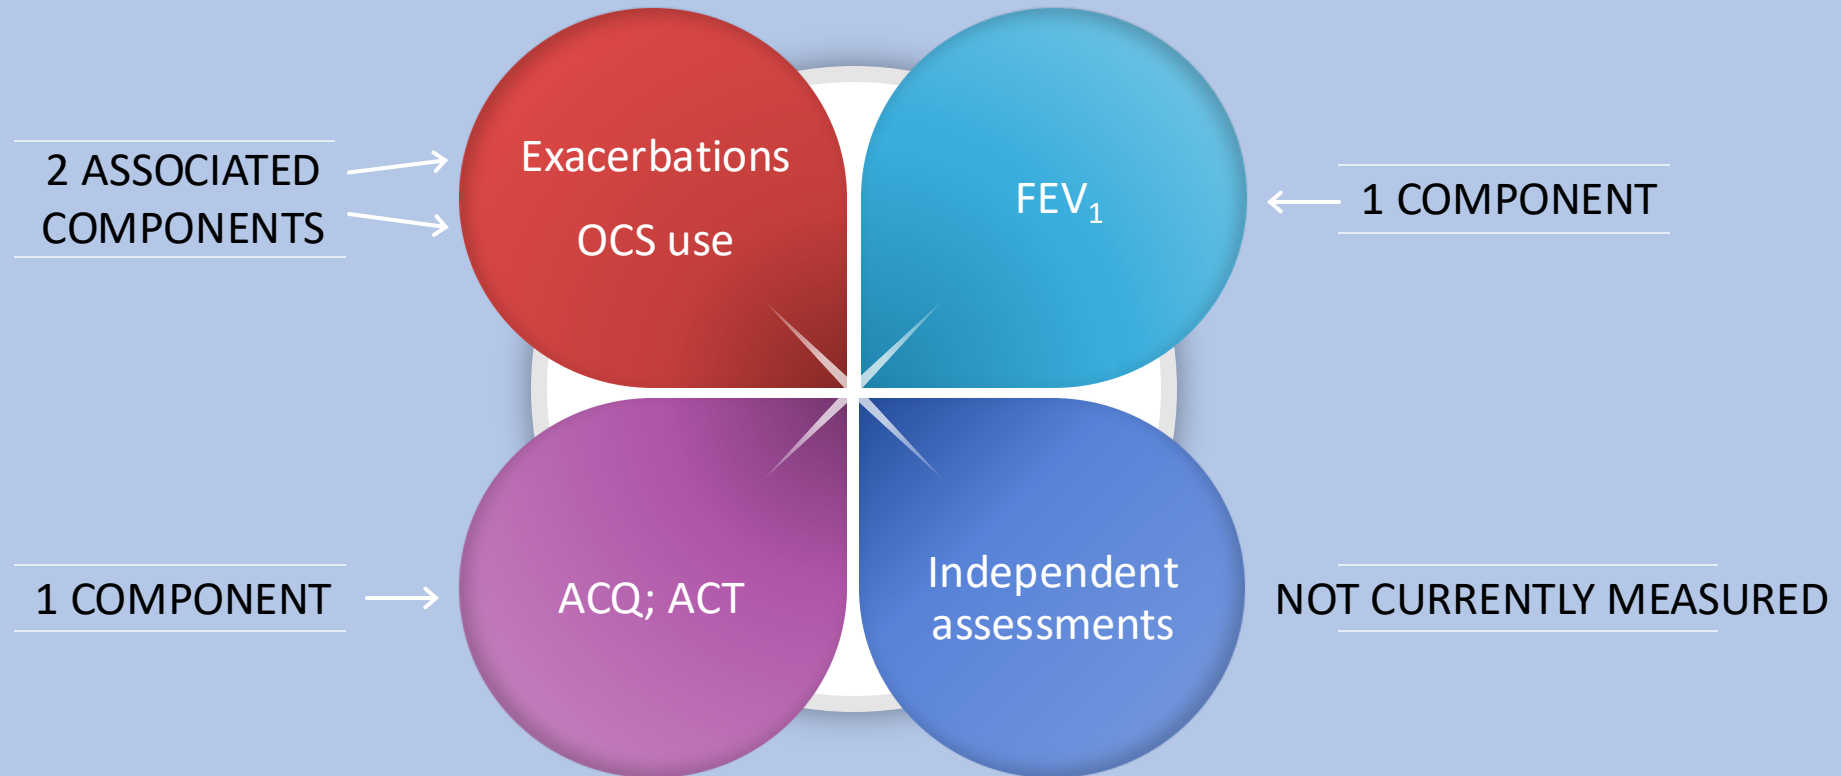 2 ASSOCIATED
COMPONENTS
Exacerbations
OCS use
FEV₁
1 COMPONENT
1 COMPONENT
ACQ; ACT
Independent
assessments
NOT CURRENTLY MEASURED